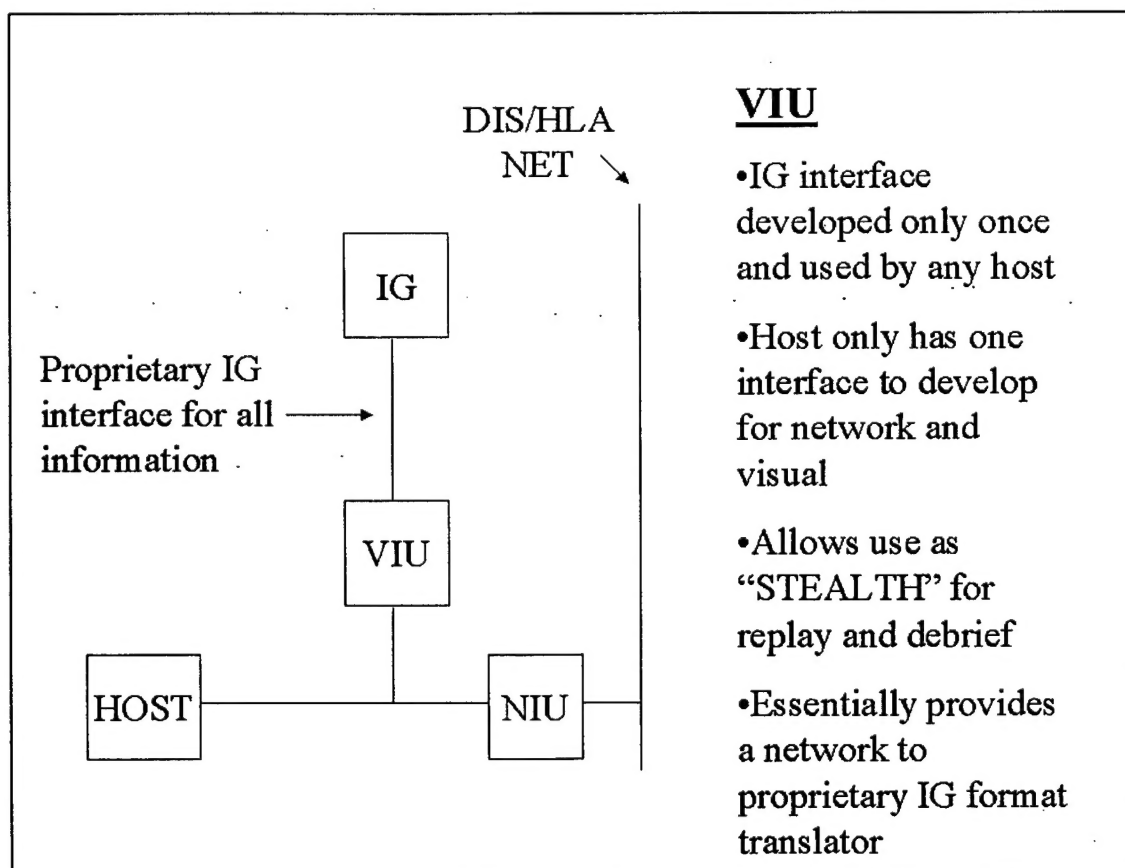 DIS/HLA
NET
IG
Proprietary IG
interface for all
information
VIU
HOST
NIU
VIU
•IG interface
developed only once
and used by any host
•Host only has one
interface to develop
for network and
visual
•Allows use as
“STEALTH” for
replay and debrief
•Essentially provides
a network to
proprietary IG format
translator